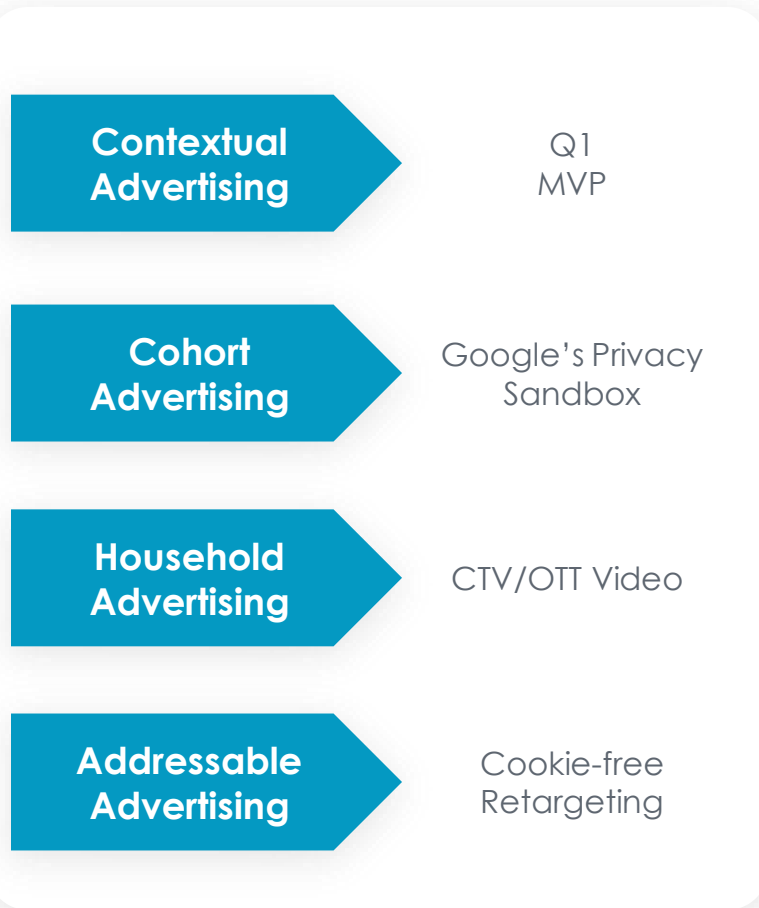 Contextual
Advertising
Q1
MVP
Cohort
Advertising
Google’s Privacy
Sandbox
Household
Advertising
CTV/OTT Video
Addressable
Advertising
Cookie-free
Retargeting